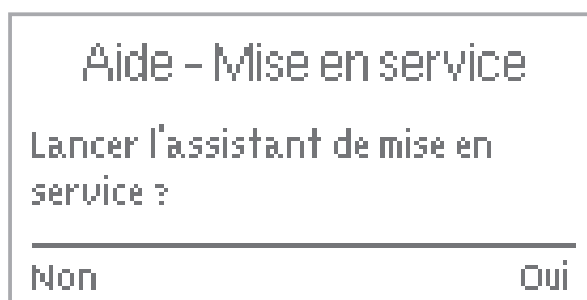 Aide - Mise en service
Lancer l'assistant de mise en
service ?
Non Oui